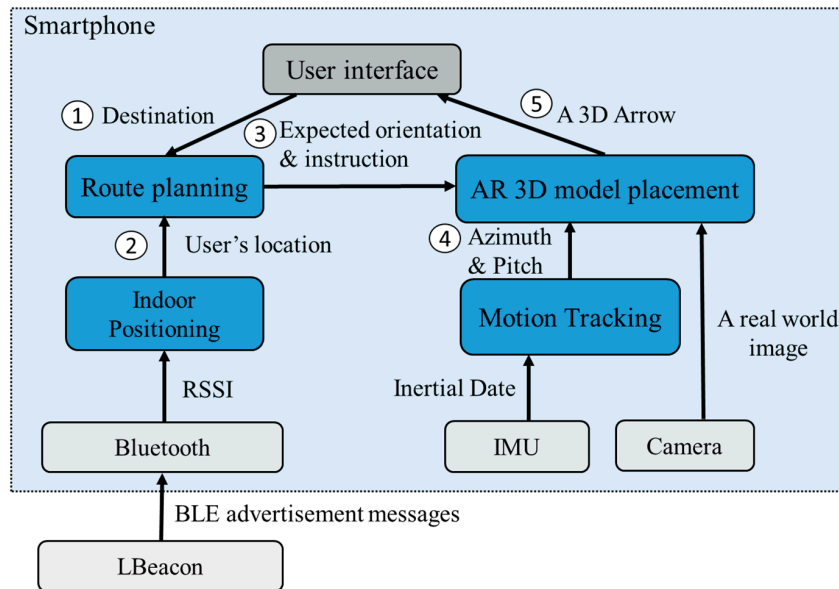 Smartphone
User interface
① Destination
③ Expected orientation
& instruction
⑤ A 3D Arrow
Route planning
AR 3D model placement
② User's location
④ Azimuth
& Pitch
Indoor
Positioning
Motion Tracking
A real world
image
RSSI
Inertial Date
Bluetooth
IMU
Camera
BLE advertisement messages
LBeacon